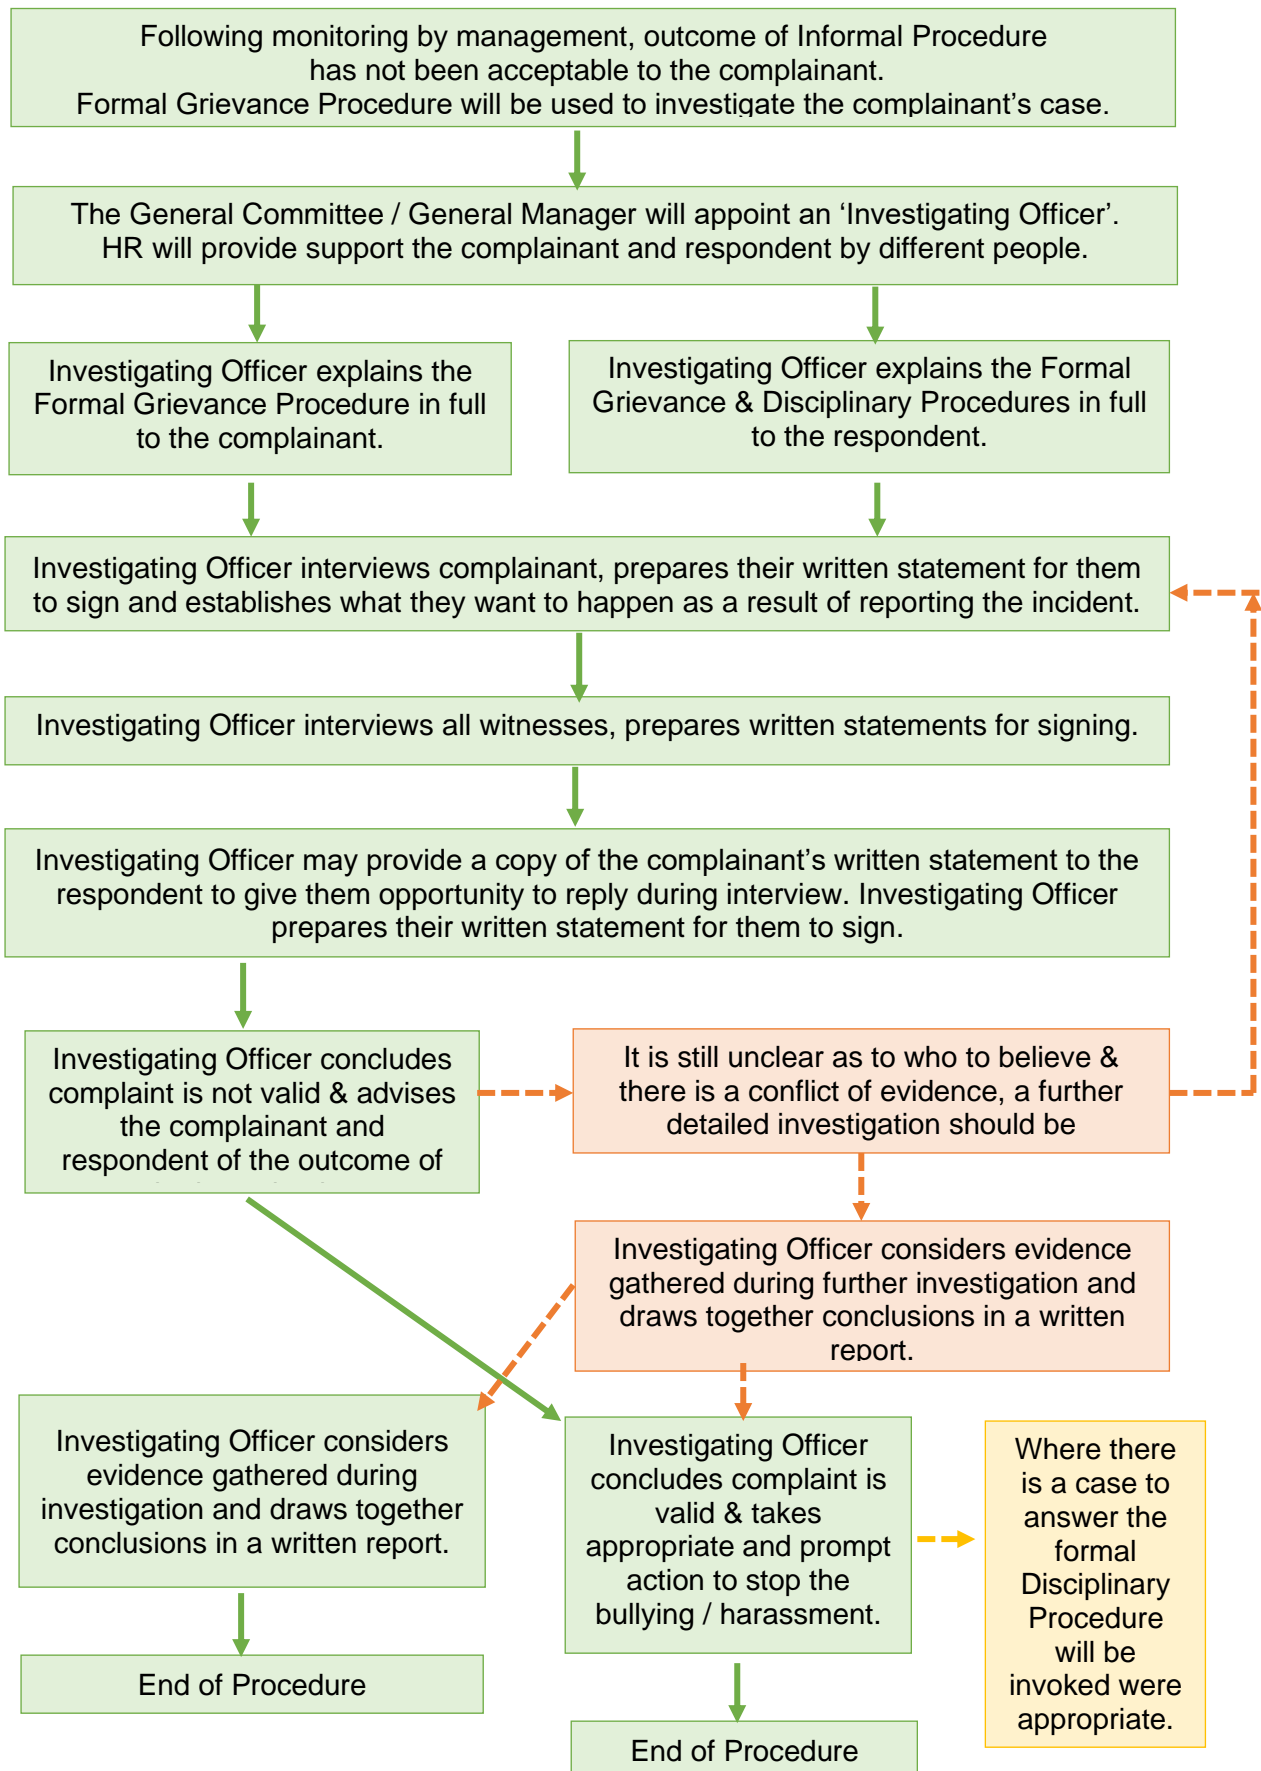 Following monitoring by management, outcome of Informal Procedure
has not been acceptable to the complainant.
Formal Grievance Procedure will be used to investigate the complainant’s case.
The General Committee / General Manager will appoint an ‘Investigating Officer’.
HR will provide support the complainant and respondent by different people.
Investigating Officer explains the
Formal Grievance Procedure in full
to the complainant.
Investigating Officer explains the Formal
Grievance & Disciplinary Procedures in full
to the respondent.
Investigating Officer interviews complainant, prepares their written statement for them
to sign and establishes what they want to happen as a result of reporting the incident.
Investigating Officer interviews all witnesses, prepares written statements for signing.
Investigating Officer may provide a copy of the complainant’s written statement to the
respondent to give them opportunity to reply during interview. Investigating Officer
prepares their written statement for them to sign.
Investigating Officer concludes
complaint is not valid & advises
the complainant and
respondent of the outcome of
It is still unclear as to who to believe &
there is a conflict of evidence, a further
detailed investigation should be
Investigating Officer considers evidence
gathered during further investigation and
draws together conclusions in a written
report.
Investigating Officer considers
evidence gathered during
investigation and draws together
conclusions in a written report.
Investigating Officer
concludes complaint is
valid & takes
appropriate and prompt
action to stop the
bullying / harassment.
Where there
is a case to
answer the
formal
Disciplinary
Procedure
will be
invoked were
appropriate.
End of Procedure
End of Procedure